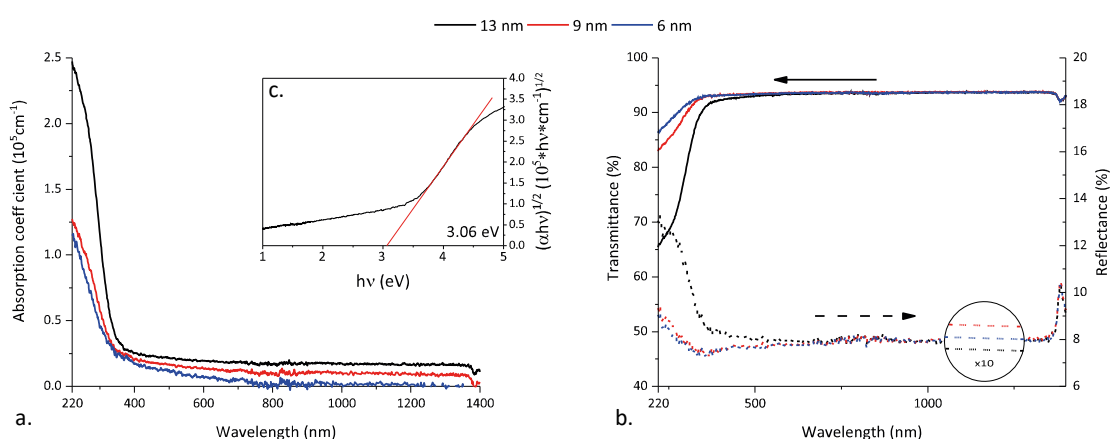 13 nm 9 nm 6 nm
2.5
2.0
1.5
1.0
0.5
0.0
Absorption coeff cient (10⁵cm⁻¹)
220 400 600 800 1000 1200 1400
Wavelength (nm)
a.
c.
4.0
3.5
3.0
2.5
2.0
1.5
1.0
0.5
0.0
(αhν)¹/² (10⁵*hν*cm⁻¹)¹/²
3.06 eV
1 2 3 4 5
hν (eV)
100
90
80
70
60
50
40
Transmittance (%)
20
18
16
14
12
10
8
6
Reflectance (%)
×10
220 500 1000
Wavelength (nm)
b.